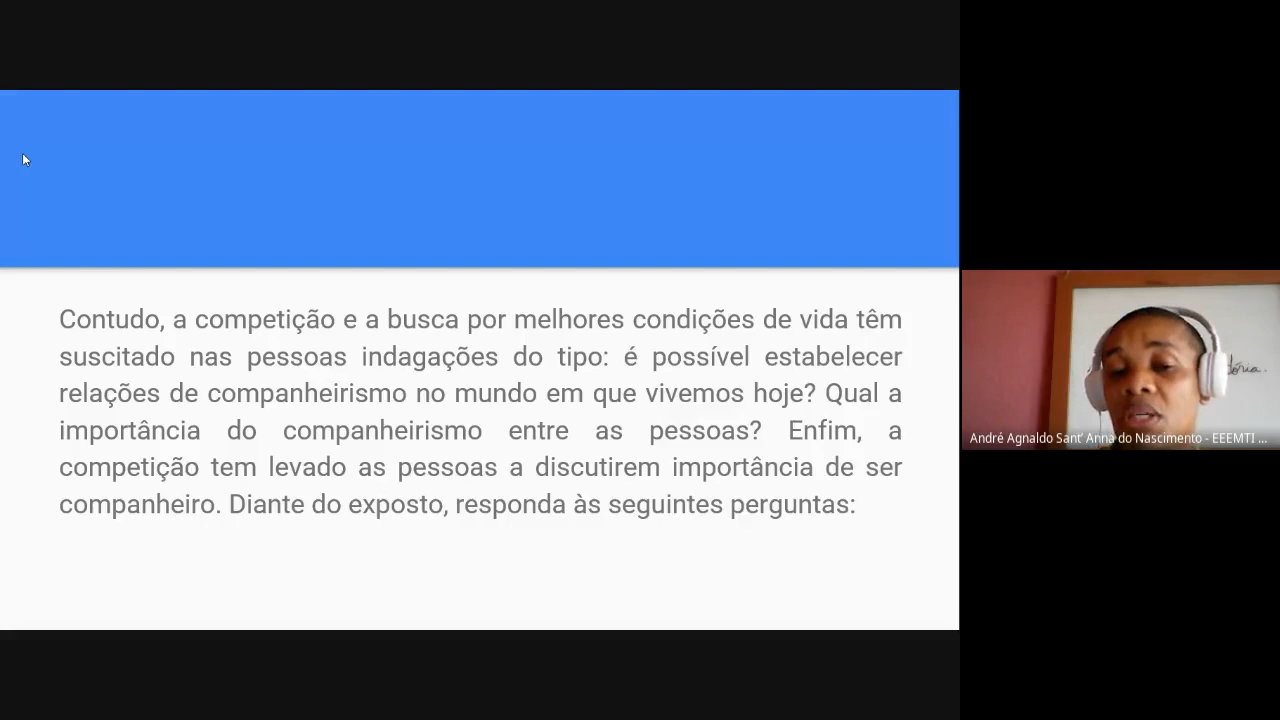 Contudo, a competição e a busca por melhores condições de vida têm
suscitado nas pessoas indagações do tipo: é possível estabelecer
relações de companheirismo no mundo em que vivemos hoje? Qual a
importância do companheirismo entre as pessoas? Enfim, a
competição tem levado as pessoas a discutirem importância de ser
companheiro. Diante do exposto, responda às seguintes perguntas:
André Agnaldo Sant' Anna do Nascimento - EEEMTI ...